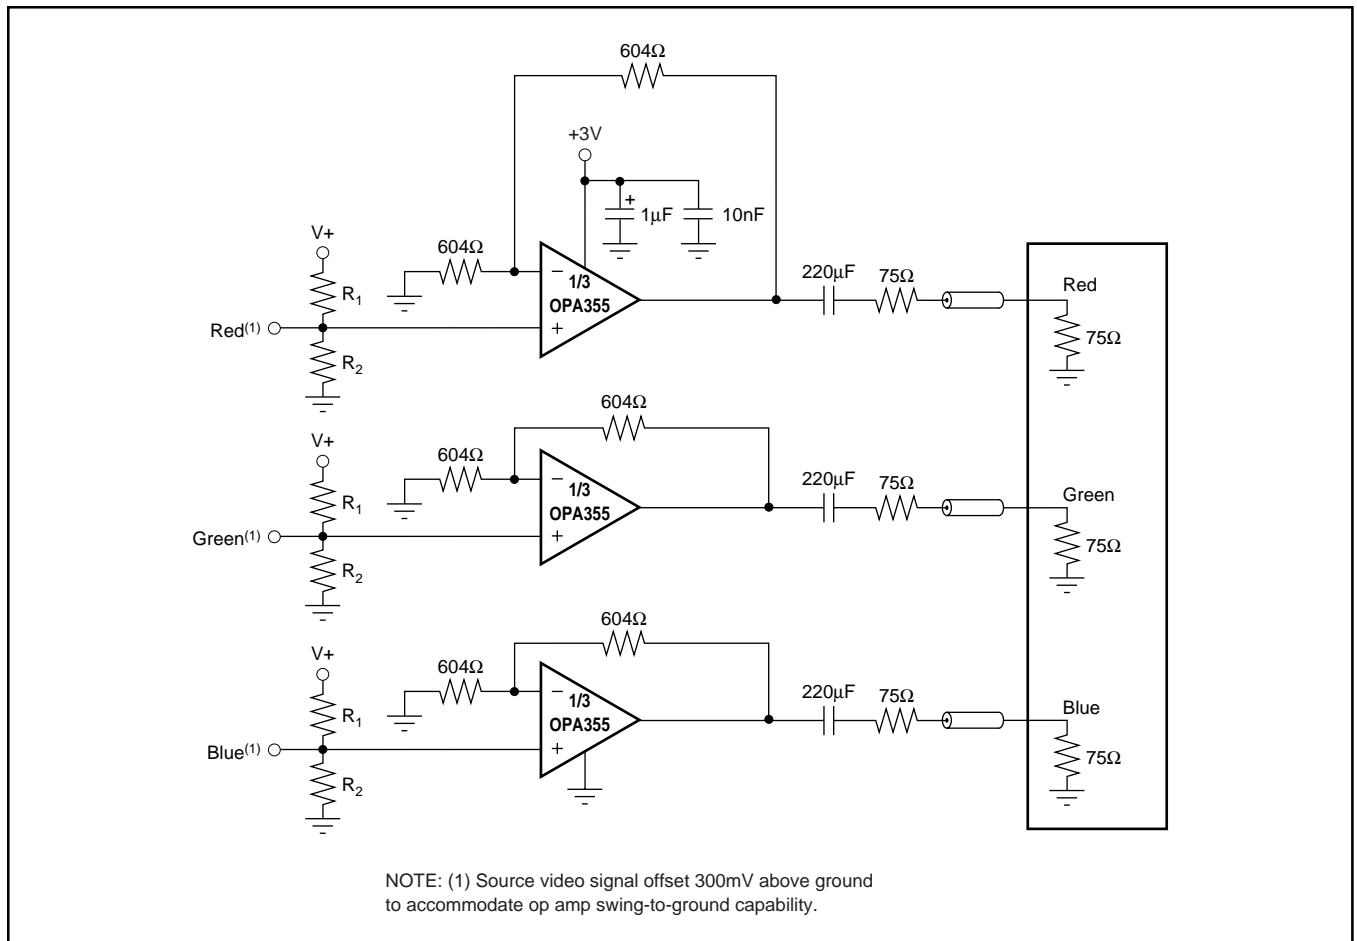 604Ω
+3V
+
1µF
10nF
V+
604Ω
R1
−
1/3
OPA355
+
220µF
75Ω
Red
Red(1)
R2
75Ω
604Ω
V+
604Ω
R1
−
1/3
OPA355
+
220µF
75Ω
Green
Green(1)
R2
75Ω
604Ω
V+
604Ω
R1
−
1/3
OPA355
+
220µF
75Ω
Blue
Blue(1)
R2
75Ω
NOTE: (1) Source video signal offset 300mV above ground
to accommodate op amp swing-to-ground capability.